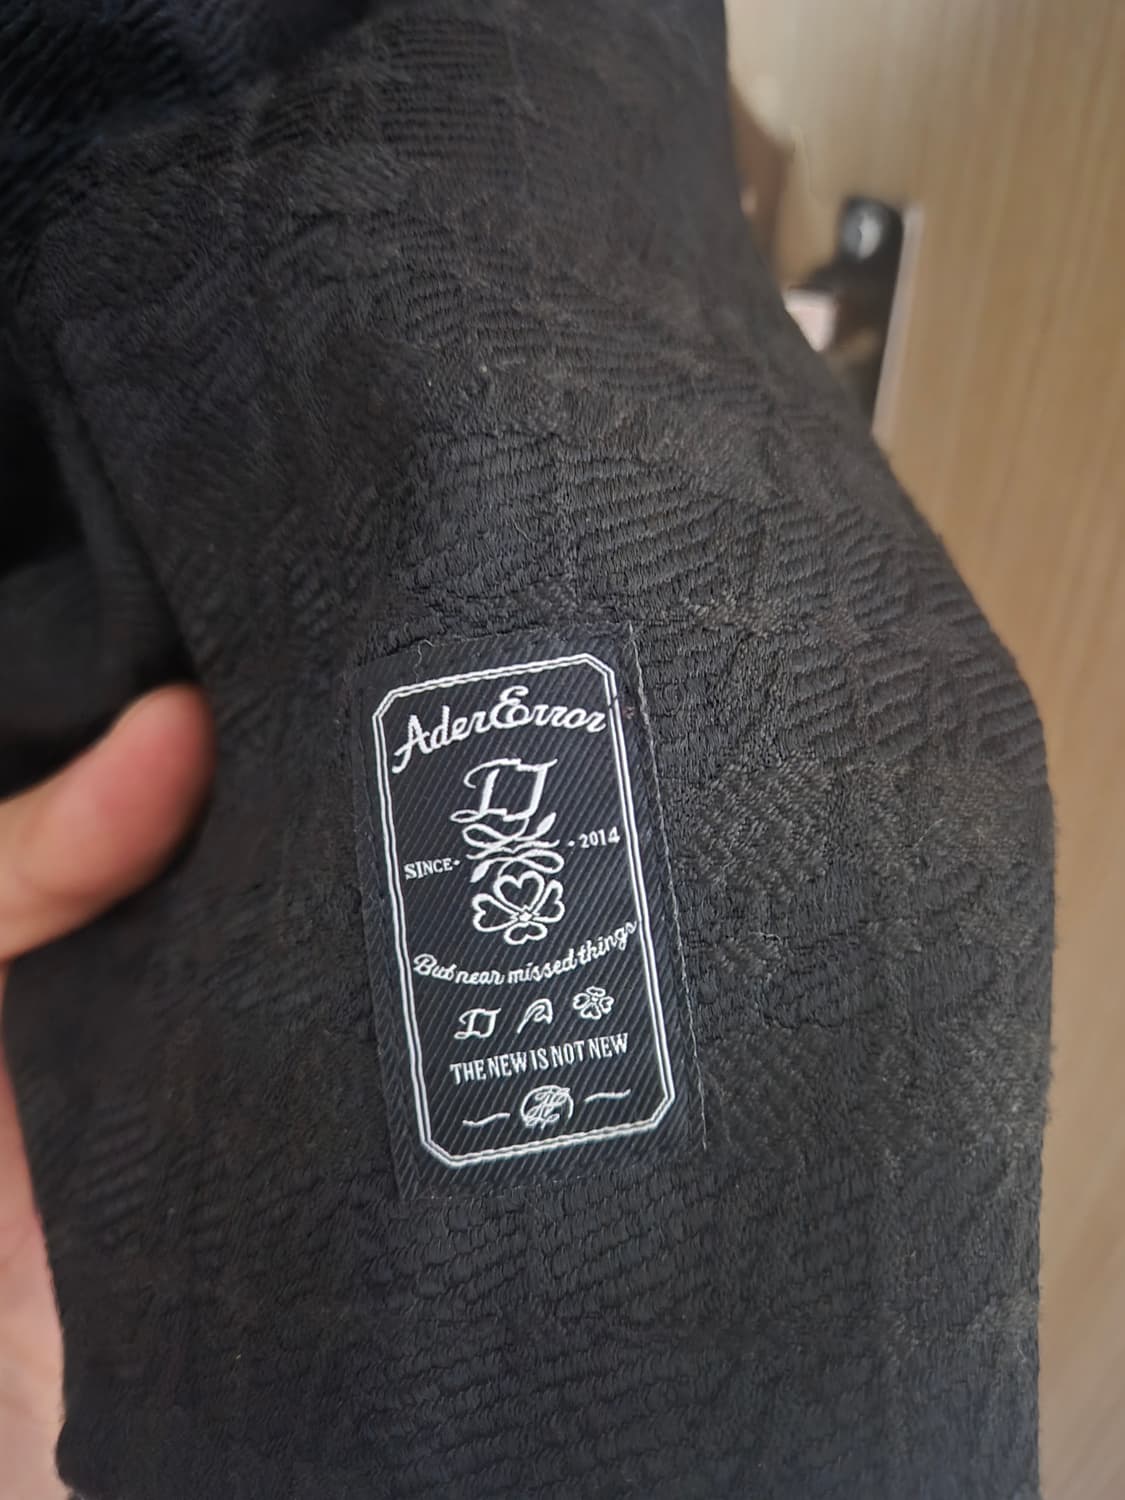 AderError
SINCE · · 2014
But near missed things
THE NEW IS NOT NEW